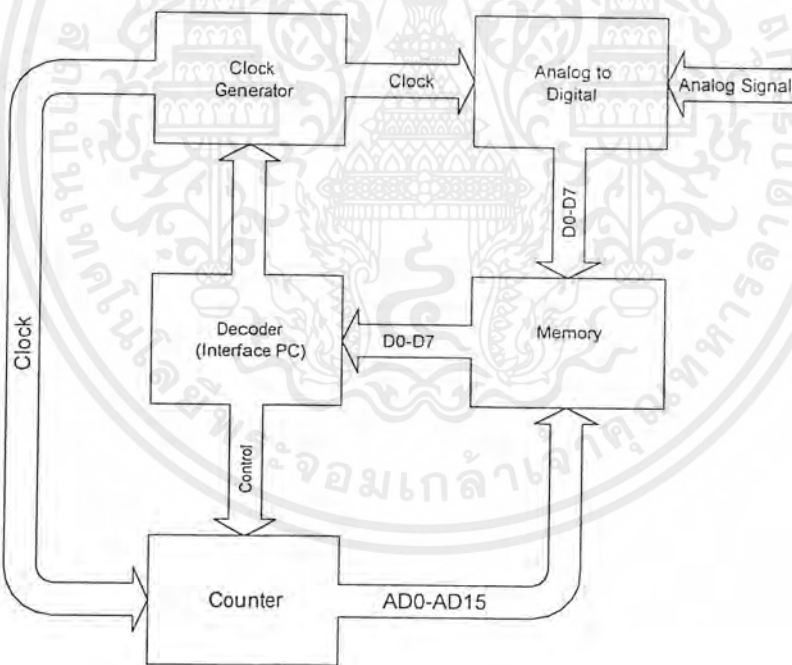 Clock
Generator
Clock
Analog to
Digital
Analog Signal
D0-D7
Clock
Decoder
(Interface PC)
D0-D7
Memory
Control
Counter
AD0-AD15